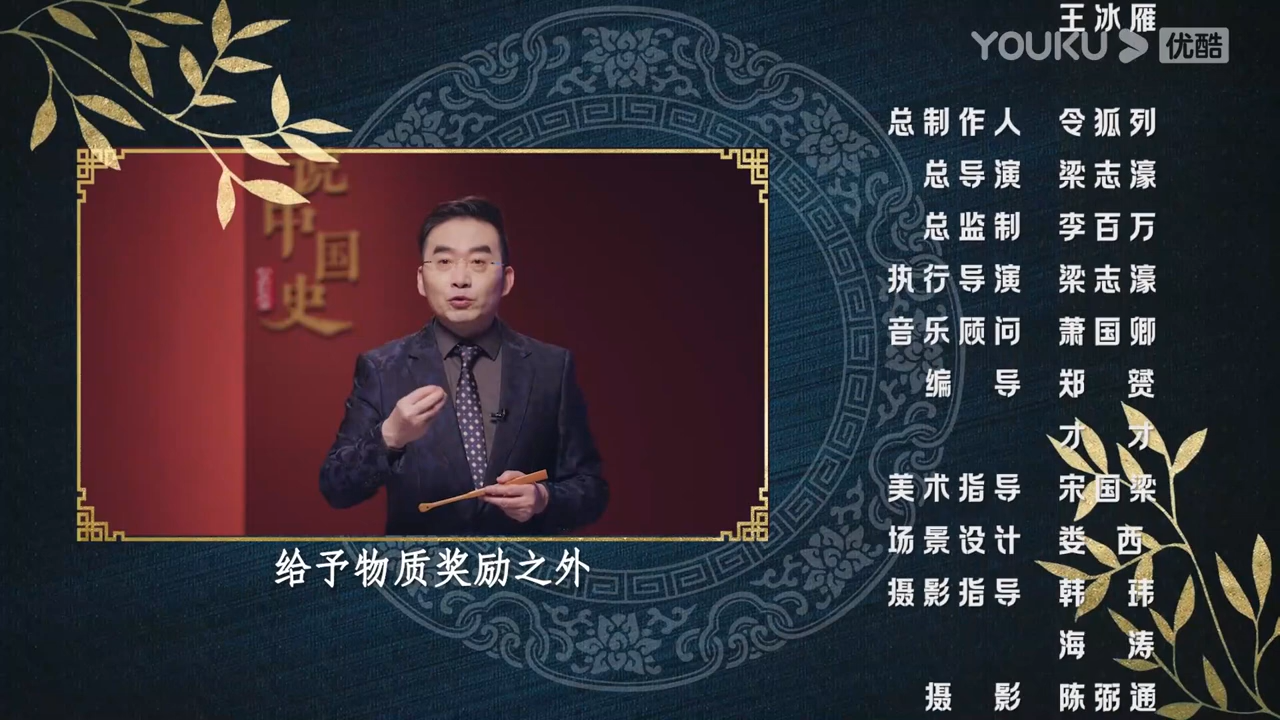 王冰雁
YOUKU 优酷
总制作人 令狐列
总导演 梁志濠
总监制 李百万
执行导演 梁志濠
音乐顾问 萧国卿
编导 郑赟
才才
美术指导 宋国梁
场景设计 娄西
摄影指导 韩玮
海涛
摄影 陈弼通
说
中国
史
给予物质奖励之外